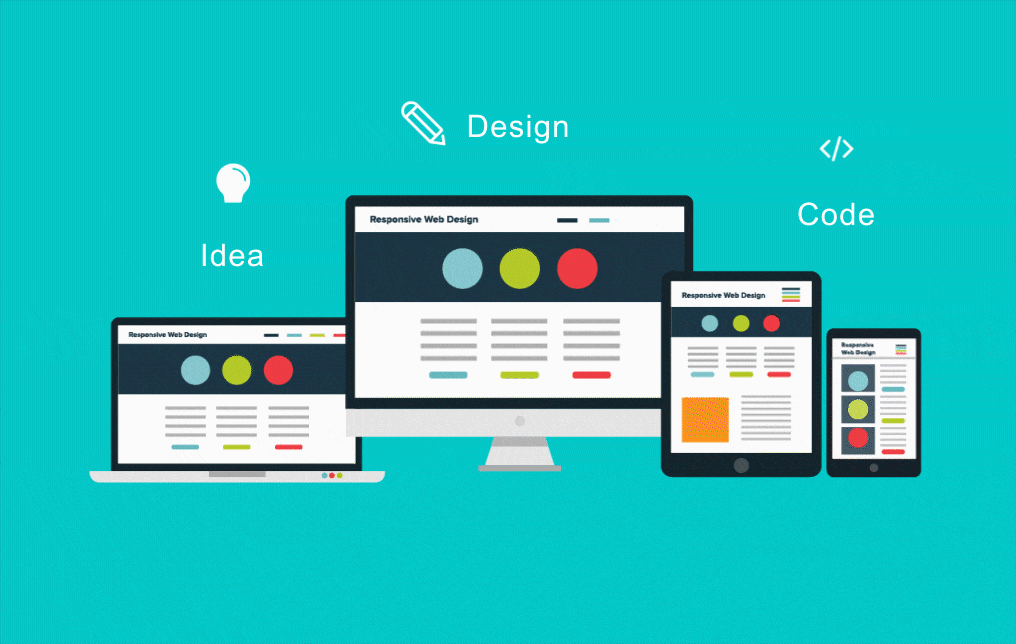 Design
</>
Code
Idea
Responsive Web Design
Responsive Web Design
Responsive Web Design
Responsive
Web Design